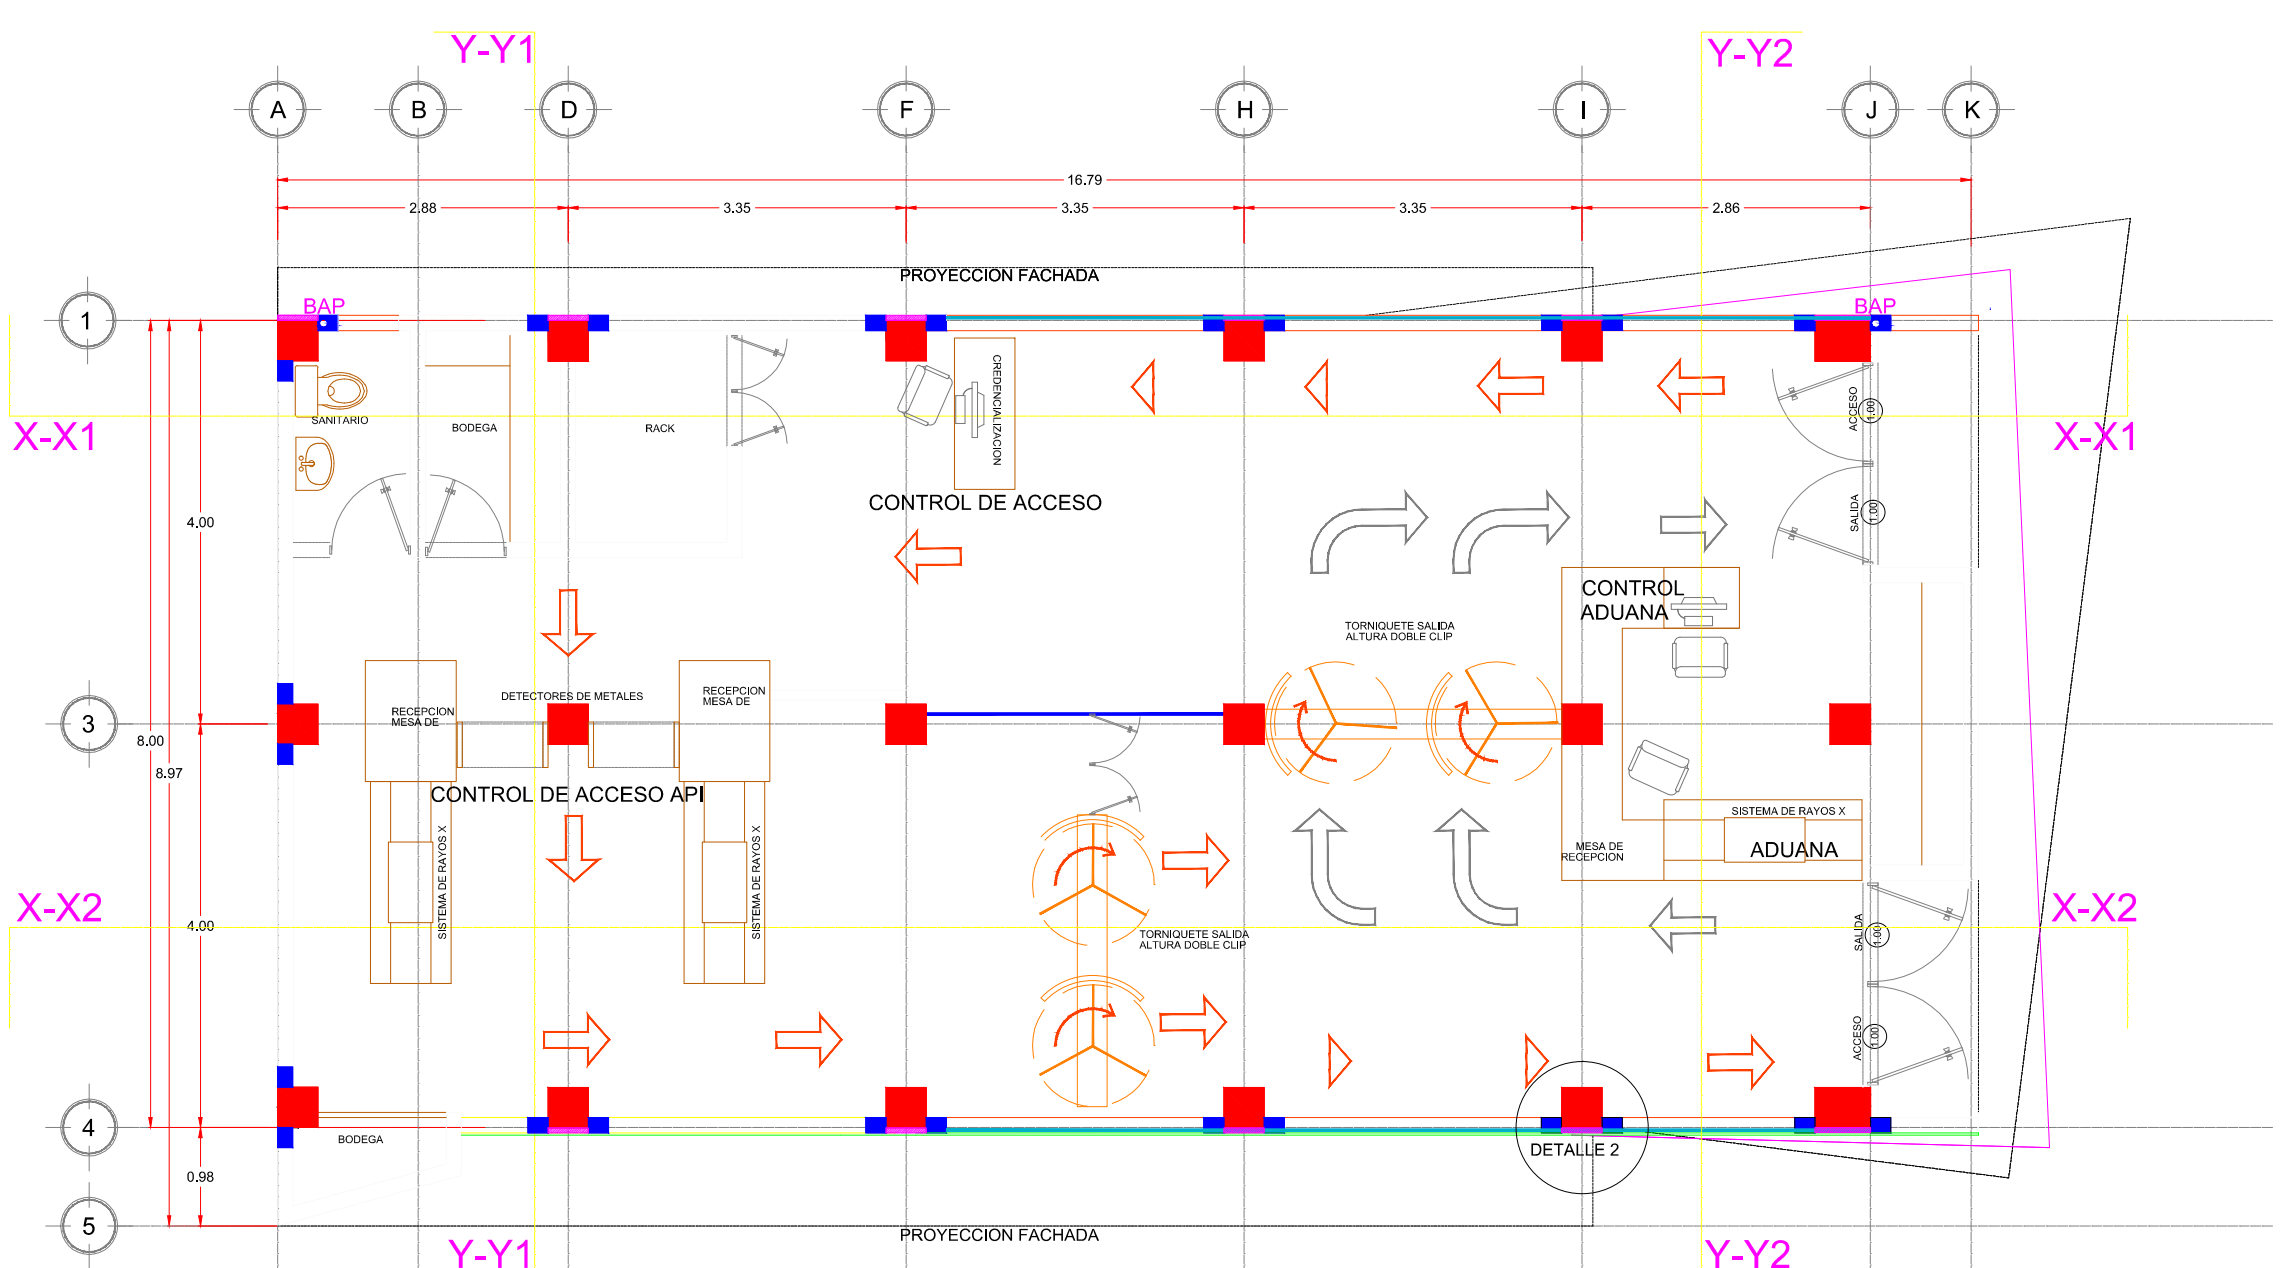 Y-Y1
Y-Y2
A
B
D
F
H
I
J
K
16.79
2.88
3.35
3.35
3.35
2.86
PROYECCION FACHADA
BAP
BAP
1
SANITARIO
BODEGA
RACK
CREDENCIALIZACION
ACCESO
1.00
X-X1
X-X1
CONTROL DE ACCESO
SALIDA
1.00
4.00
CONTROL
ADUANA
TORNIQUETE SALIDA
ALTURA DOBLE CLIP
DETECTORES DE METALES
RECEPCION
MESA DE
RECEPCION
MESA DE
3
8.00
8.97
CONTROL DE ACCESO API
SISTEMA DE RAYOS X
SISTEMA DE RAYOS X
SISTEMA DE RAYOS X
MESA DE
RECEPCION
ADUANA
X-X2
X-X2
4.00
TORNIQUETE SALIDA
ALTURA DOBLE CLIP
SALIDA
1.00
ACCESO
1.00
4
BODEGA
DETALLE 2
0.98
5
PROYECCION FACHADA
Y-Y1
Y-Y2